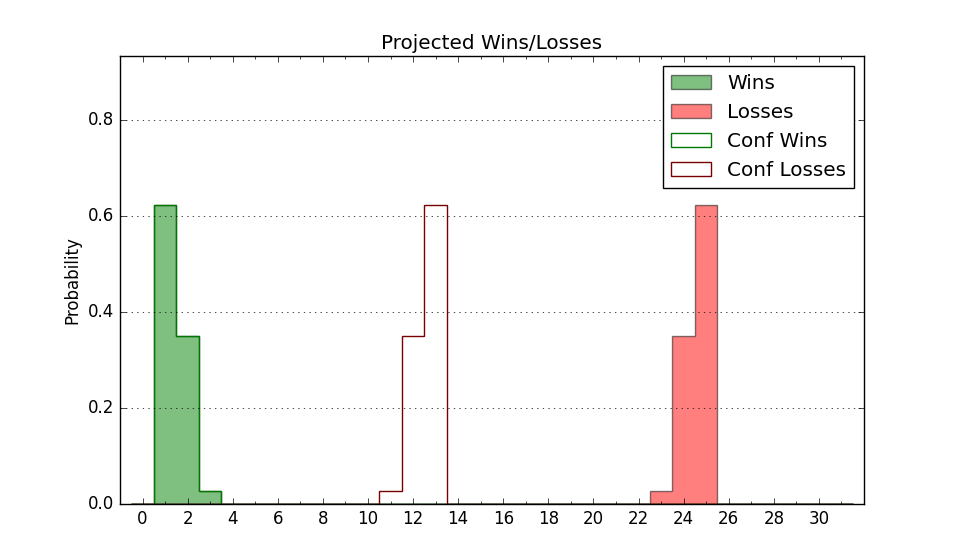 Projected Wins/Losses
Wins
Losses
Conf Wins
Conf Losses
Probability
0.8
0.6
0.4
0.2
0.0
0 2 4 6 8 10 12 14 16 18 20 22 24 26 28 30